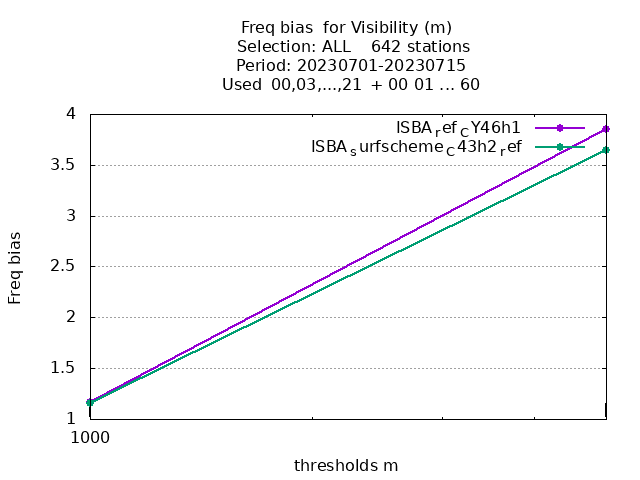 Freq bias  for Visibility (m)
Selection: ALL    642 stations
Period: 20230701-20230715
Used  00,03,...,21  + 00 01 ... 60
4
ISBA_ref_CY46h1
ISBA_surfscheme_C43h2_ref
3.5
3
2.5
Freq bias
2
1.5
1
1000
thresholds m